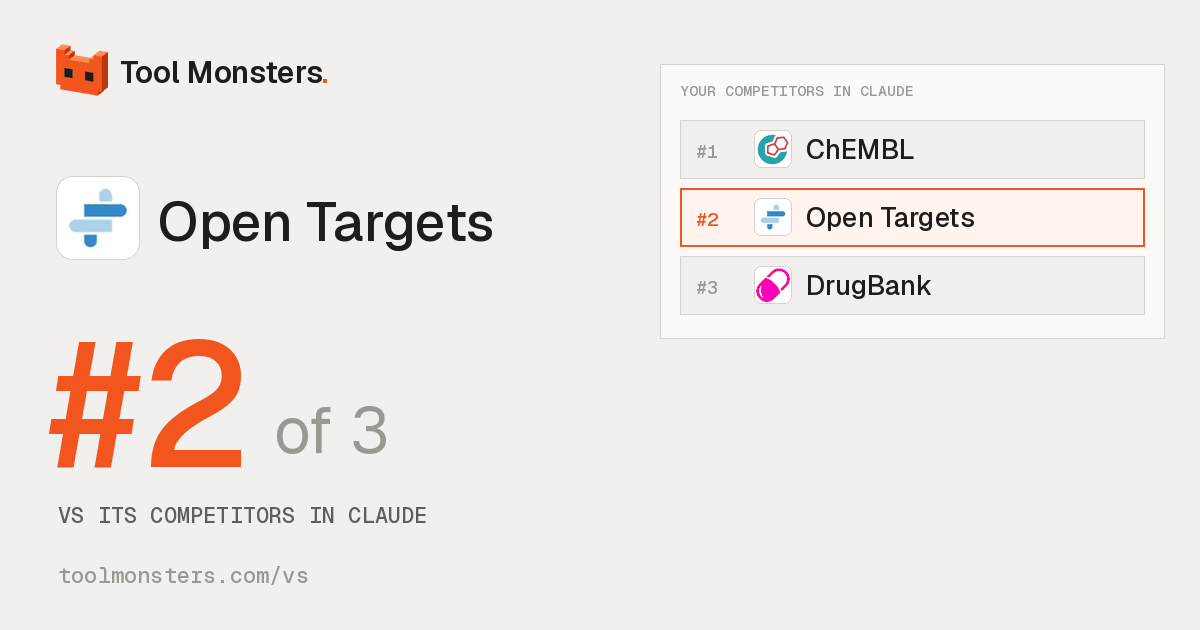 Tool Monsters.
Open Targets
#2 of 3
VS ITS COMPETITORS IN CLAUDE
toolmonsters.com/vs
YOUR COMPETITORS IN CLAUDE
#1 ChEMBL
#2 Open Targets
#3 DrugBank